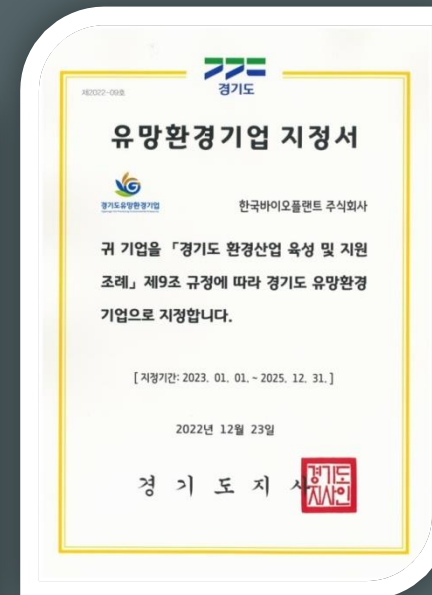 경기도
제2022-09호
유망환경기업 지정서
경기도유망환경기업
한국바이오플랜트 주식회사
귀 기업을 「경기도 환경산업 육성 및 지원
조례」 제9조 규정에 따라 경기도 유망환경
기업으로 지정합니다.
[ 지정기간: 2023. 01. 01. ~ 2025. 12. 31. ]
2022년 12월 23일
경 기 도 지 사
경기도
지사인